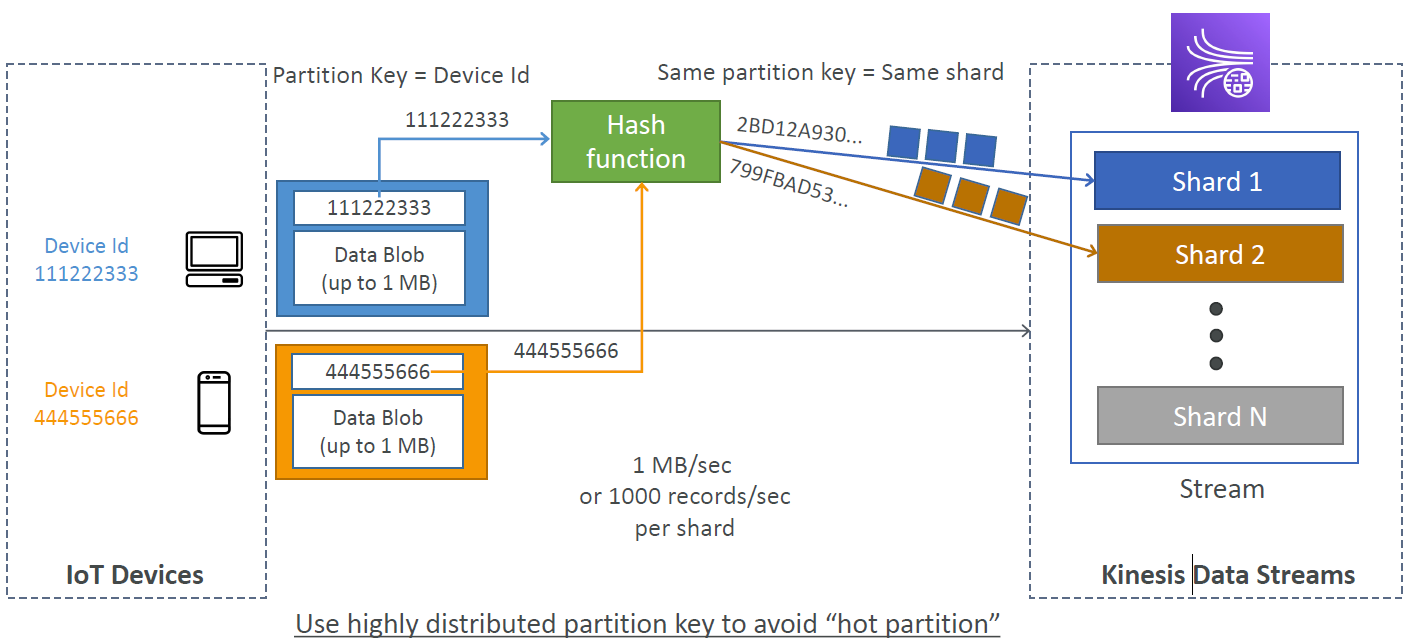 Partition Key = Device Id
Same partition key = Same shard
111222333
Hash
function
2BD12A930...
799FBAD53...
Shard 1
Shard 2
Shard N
Stream
111222333
Data Blob
(up to 1 MB)
Device Id
111222333
444555666
444555666
Data Blob
(up to 1 MB)
Device Id
444555666
1 MB/sec
or 1000 records/sec
per shard
IoT Devices
Kinesis Data Streams
Use highly distributed partition key to avoid “hot partition”